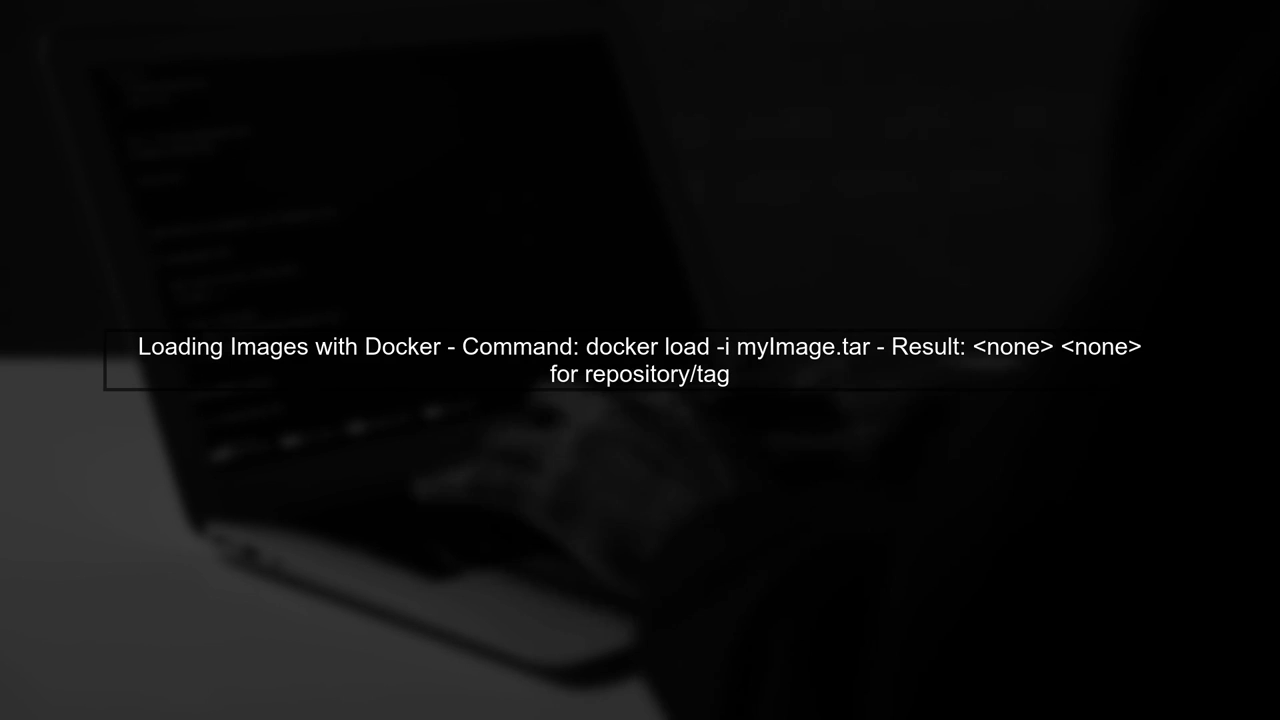 Loading Images with Docker - Command: docker load -i myImage.tar - Result: <none> <none>
for repository/tag